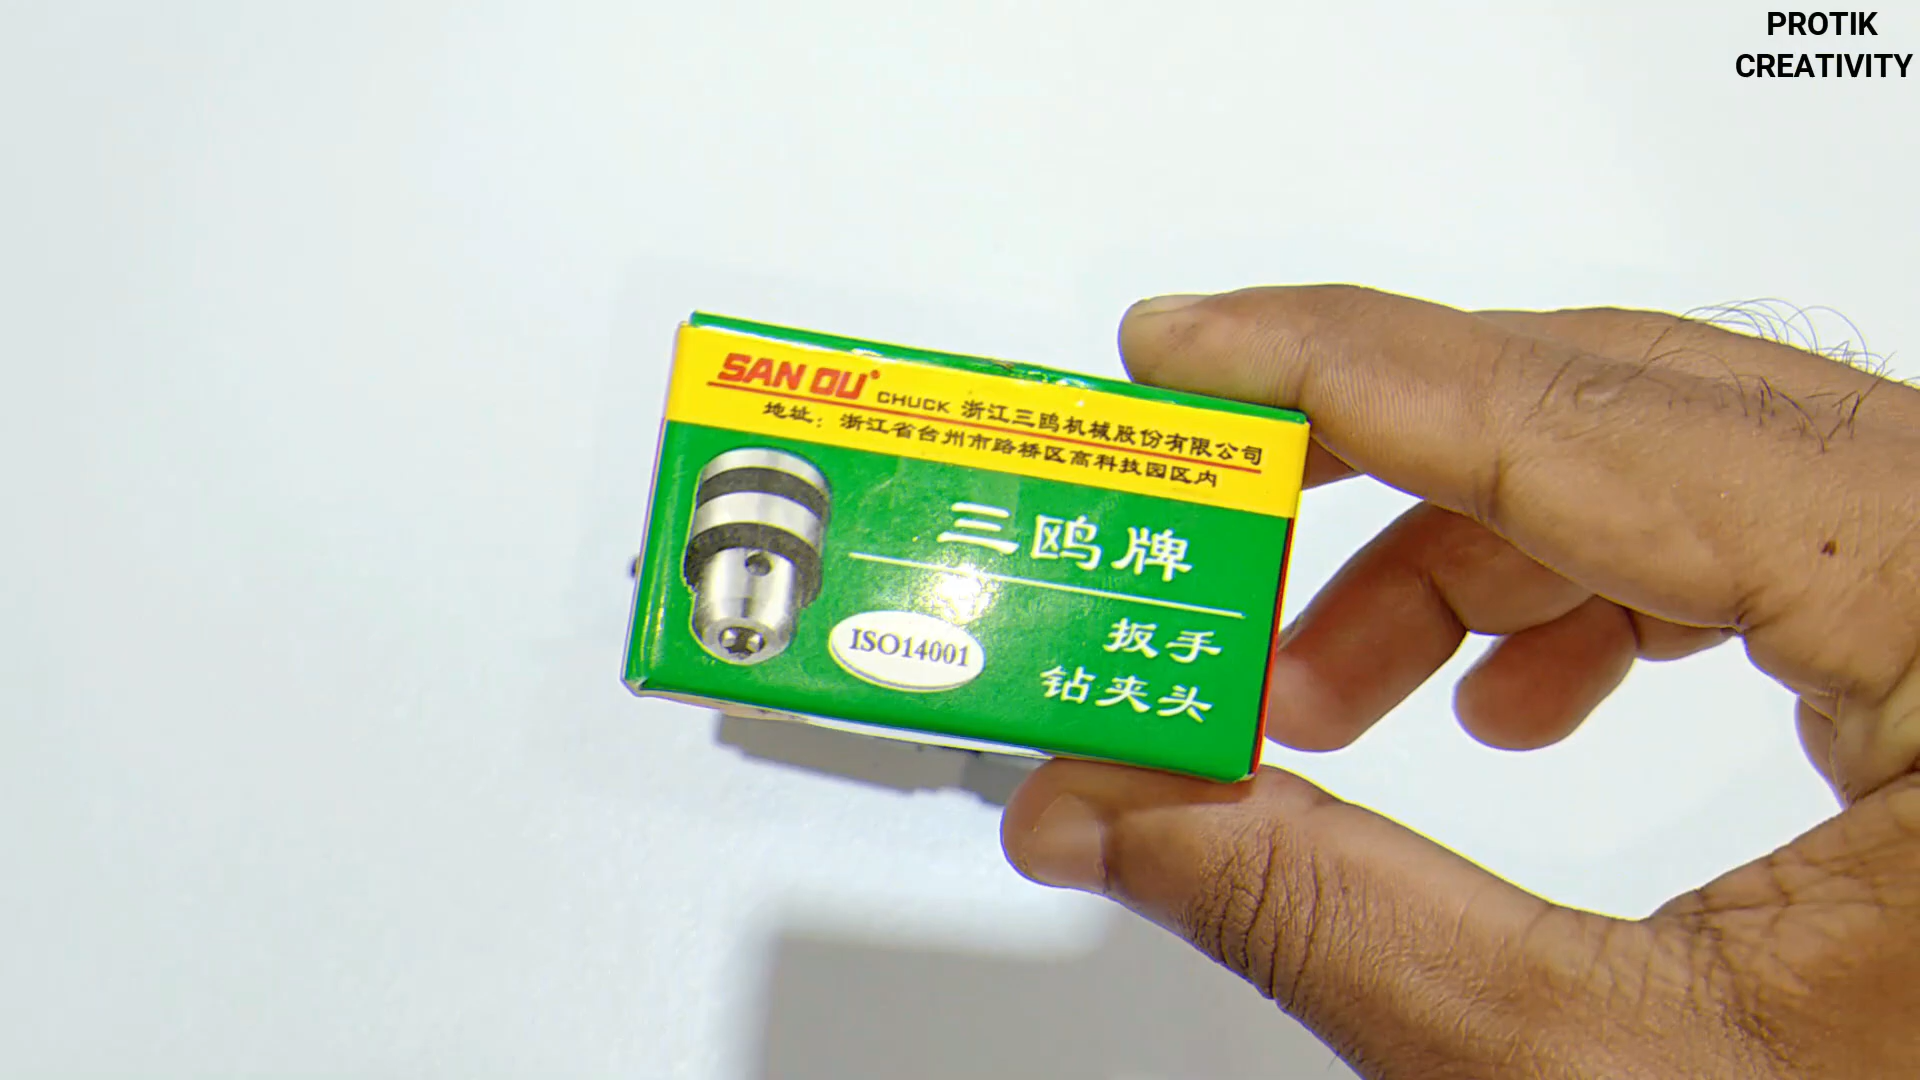 PROTIK
CREATIVITY
SAN OU CHUCK 浙江三鸥机械股份有限公司
地址：浙江省台州市路桥区高科技园区内
三鸥牌
ISO14001
扳手
钻夹头